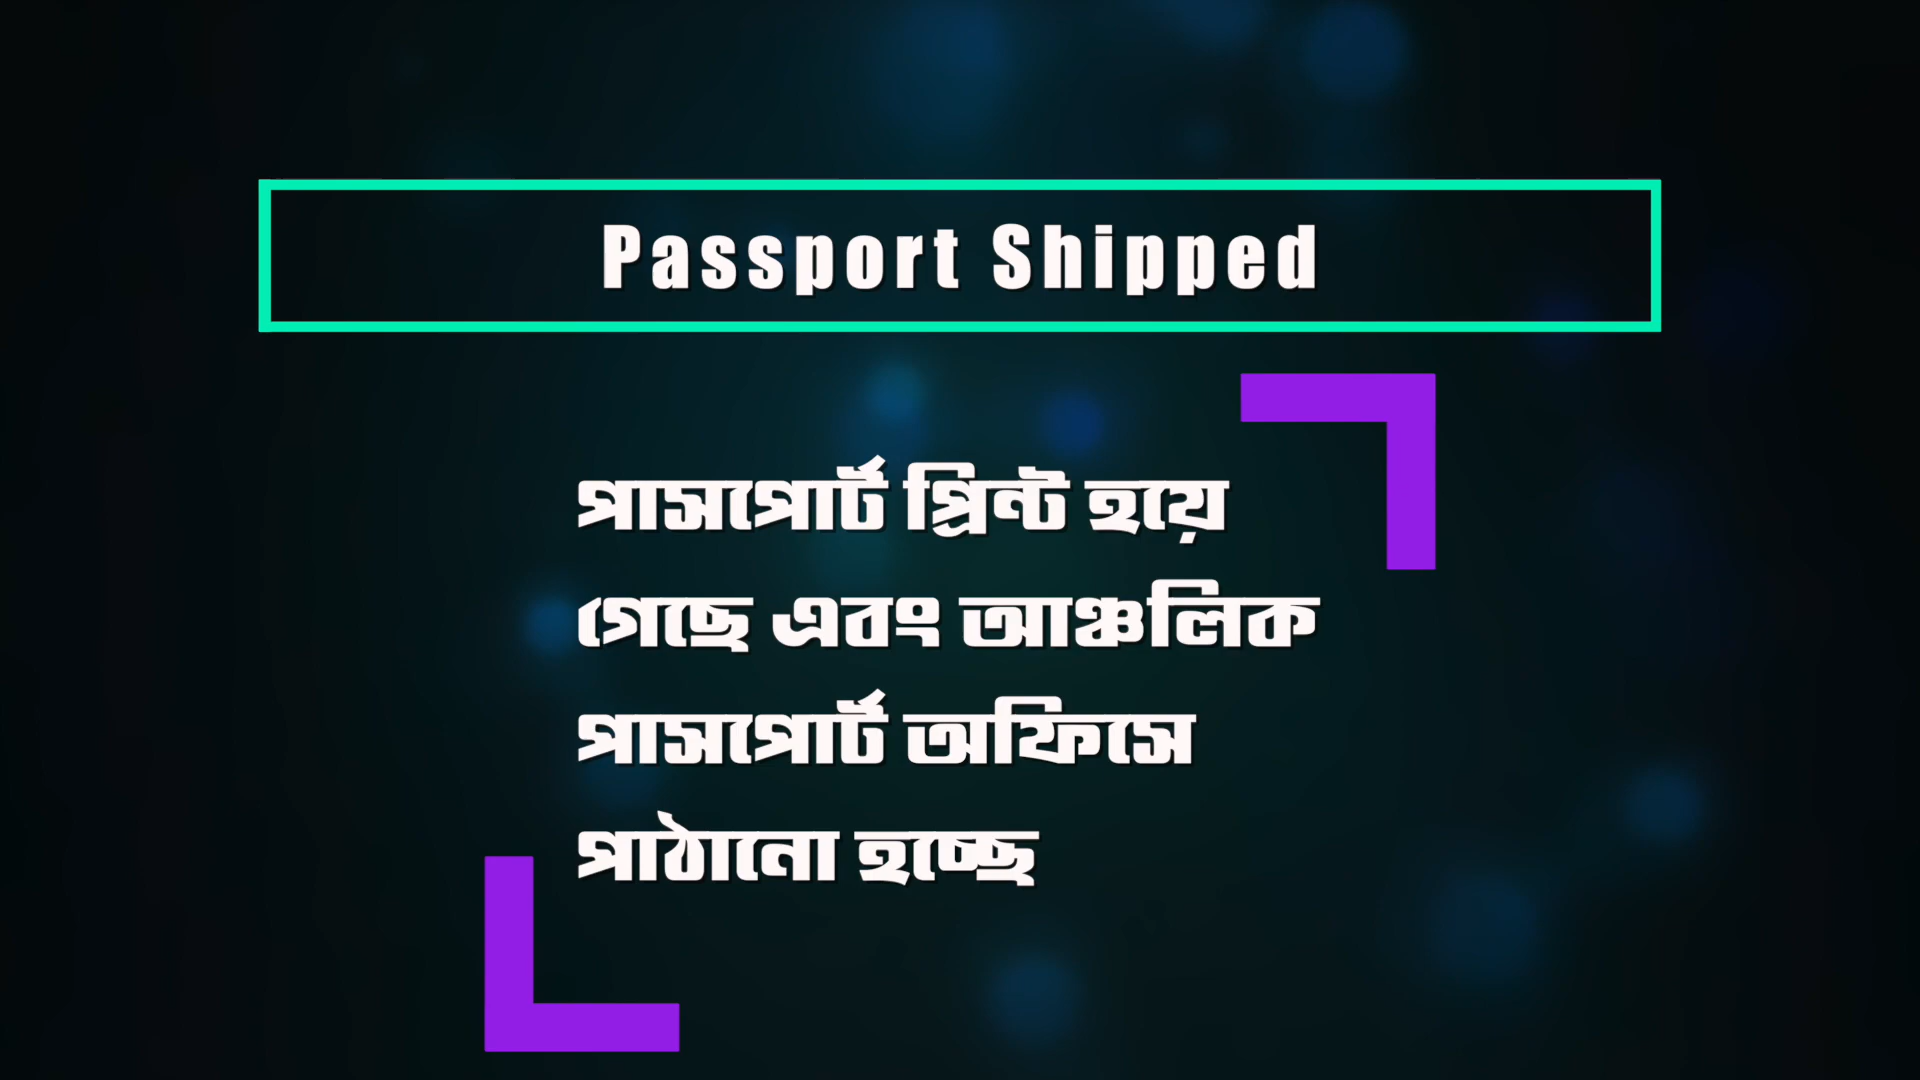 Passport Shipped
পাসপোর্ট প্রিন্ট হয়ে
গেছে এবং আঞ্চলিক
পাসপোর্ট অফিসে
পাঠানো হচ্ছে